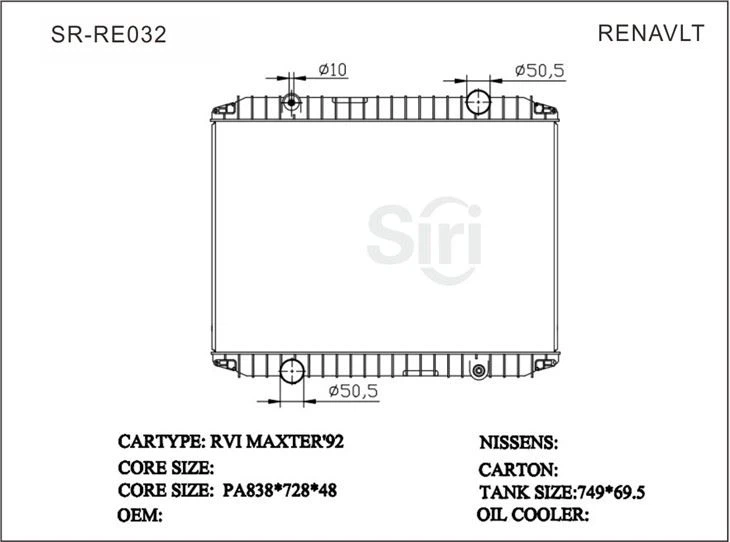 SR-RE032
RENAVLT
Ø10
Ø50,5
Siri
Ø50,5
CARTYPE: RVI MAXTER'92
NISSENS:
CORE SIZE:
CARTON:
CORE SIZE: PA838*728*48
TANK SIZE:749*69.5
OEM:
OIL COOLER: